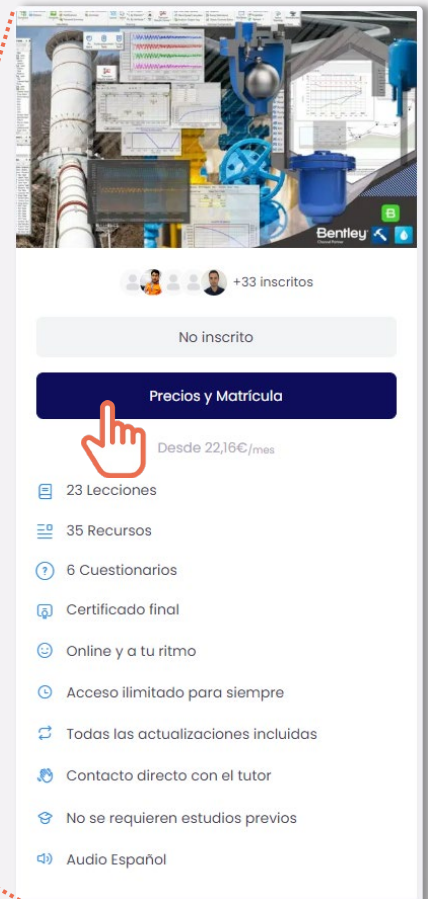 Bentley
Channel Partner
+33 inscritos
No inscrito
Precios y Matrícula
Desde 22,16€/mes
23 Lecciones
35 Recursos
6 Cuestionarios
Certificado final
Online y a tu ritmo
Acceso ilimitado para siempre
Todas las actualizaciones incluidas
Contacto directo con el tutor
No se requieren estudios previos
Audio Español